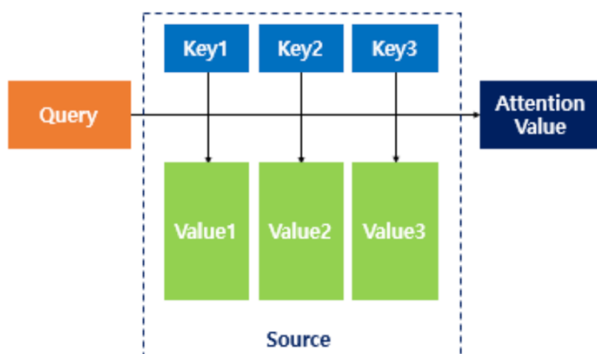 Key1 Key2 Key3
Query
Attention
Value
Value1 Value2 Value3
Source